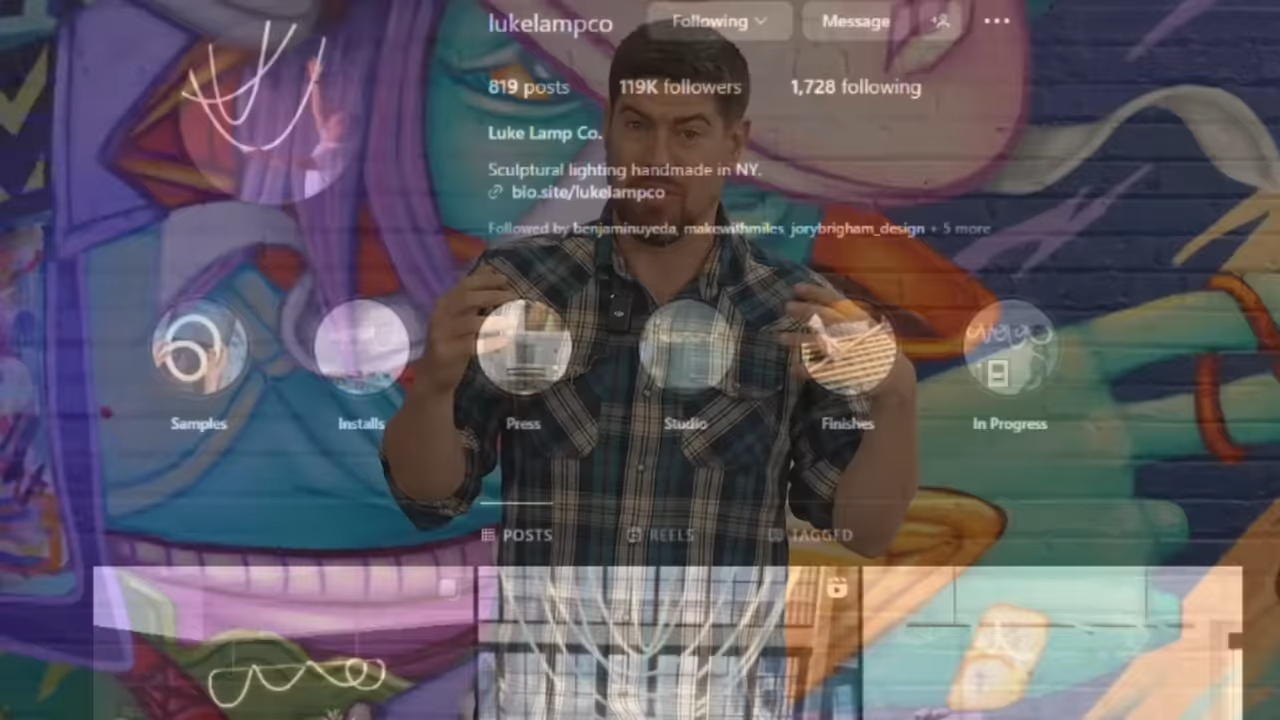 lukelampco Following Message
819 posts 119K followers 1,728 following
Luke Lamp Co.
Sculptural lighting handmade in NY.
bio.site/lukelampco
Followed by benjaminuyeda, makewithmiles, jorybrigham_design + 5 more
Samples Installs Press Studio Finishes In Progress
POSTS REELS TAGGED